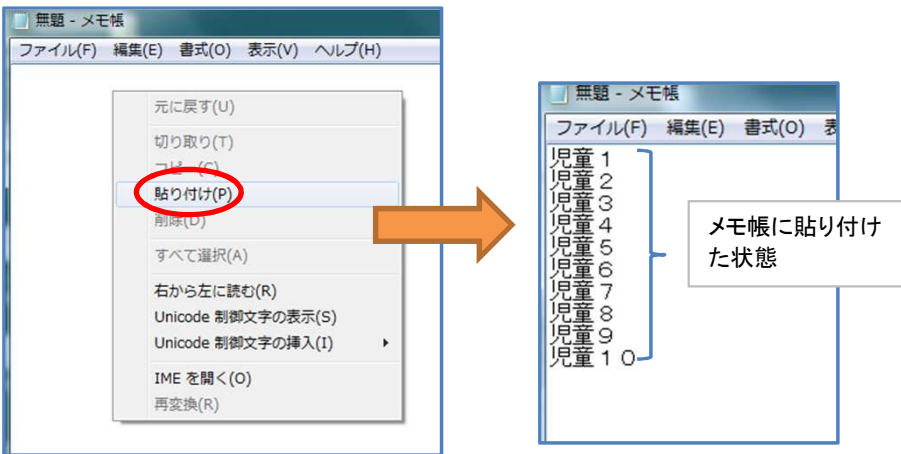 無題 - メモ帳
ファイル(F) 編集(E) 書式(O) 表示(V) ヘルプ(H)
元に戻す(U)
切り取り(T)
コピー(C)
貼り付け(P)
削除(D)
すべて選択(A)
右から左に読む(R)
Unicode 制御文字の表示(S)
Unicode 制御文字の挿入(I)
IME を開く(O)
再変換(R)
無題 - メモ帳
ファイル(F) 編集(E) 書式(O) 表
児童１
児童２
児童３
児童４
児童５
児童６
児童７
児童８
児童９
児童１０
メモ帳に貼り付け
た状態